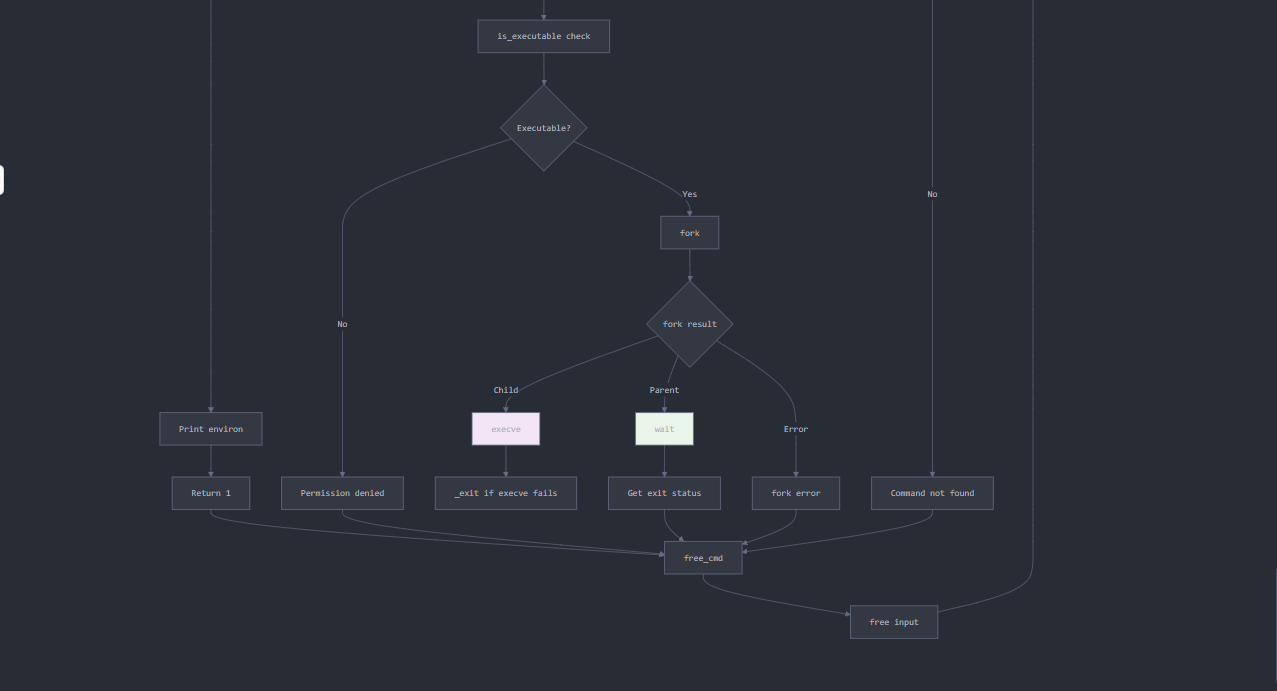 is_executable check
Executable?
Yes
No
fork
No
fork result
Child
Parent
Print environ
execve
wait
Error
Return 1
Permission denied
_exit if execve fails
Get exit status
fork error
Command not found
free_cmd
free input